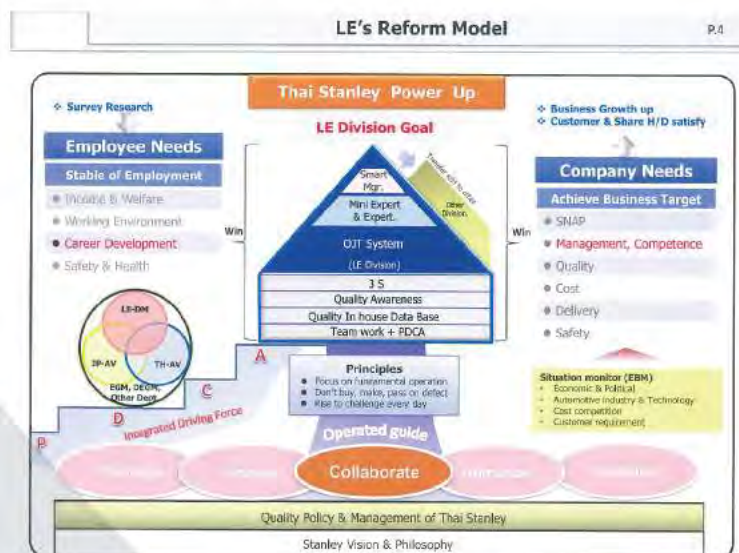 LE's Reform Model
P.4
Thai Stanley Power Up
❖ Survey Research
Employee Needs
Stable of Employment
Income & Welfare
Working Environment
Career Development
Safety & Health
Win
LE Division Goal
Smart
Mgr.
Mini Expert
& Expert.
OJT System
(LE Division)
3 S
Quality Awareness
Quality In house Data Base
Team work + PDCA
Other
Division
Win
❖ Business Growth up
❖ Customer & Share H/D satisfy
Company Needs
Achieve Business Target
SNAP
Management, Competence
Quality
Cost
Delivery
Safety
LE-DM
JP-AV
TH-AV
EGM, DEGM,
Other Dept
P
D
C
A
Integrated Driving Force
Principles
Focus on fundamental operation
Don't buy, make, pass on defect
Rise to challenge every day
Operated guide
Situation monitor (EBM)
Economic & Political
Automotive Industry & Technology
Cost competition
Customer requirement
Collaborate
Quality Policy & Management of Thai Stanley
Stanley Vision & Philosophy